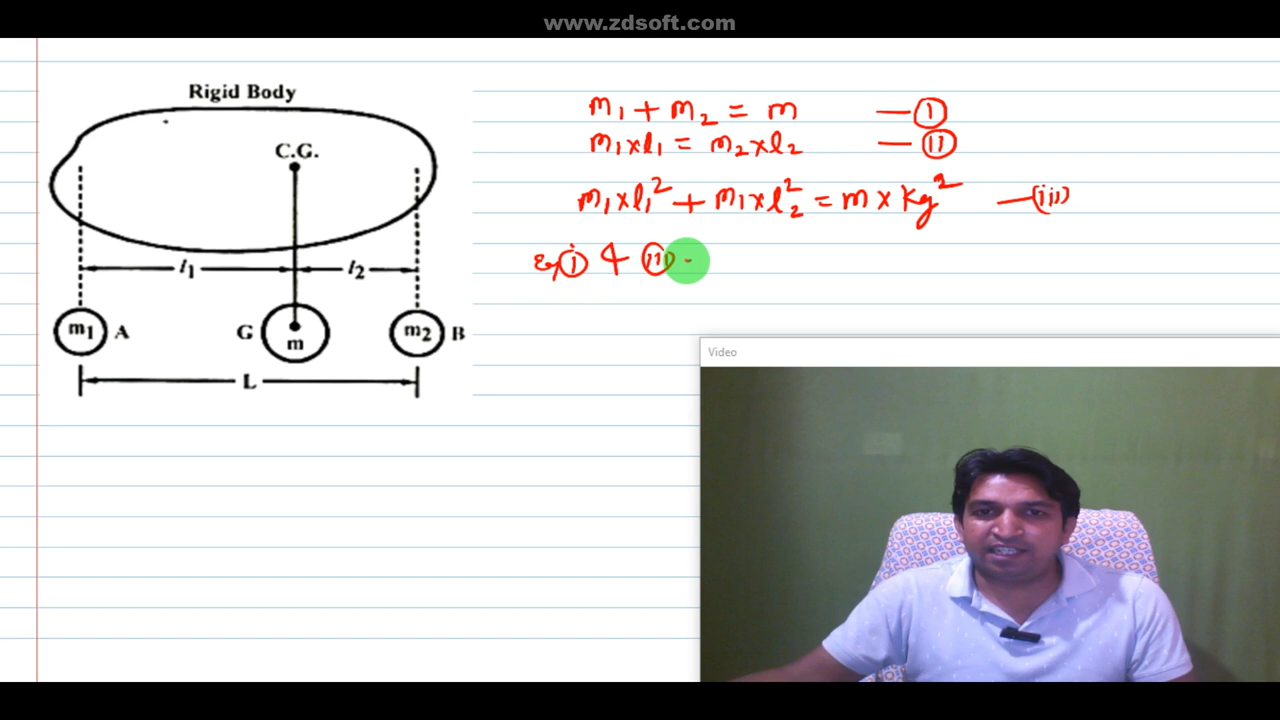 www.zdsoft.com
Rigid Body
C.G.
l1 l2
m1 A G m m2 B
L
m₁ + m₂ = m — (i)
m₁×l₁ = m₂×l₂ — (ii)
m₁×l₁² + m₁×l₂² = m × kg² — (iii)
Eq (i) & (ii)
Video